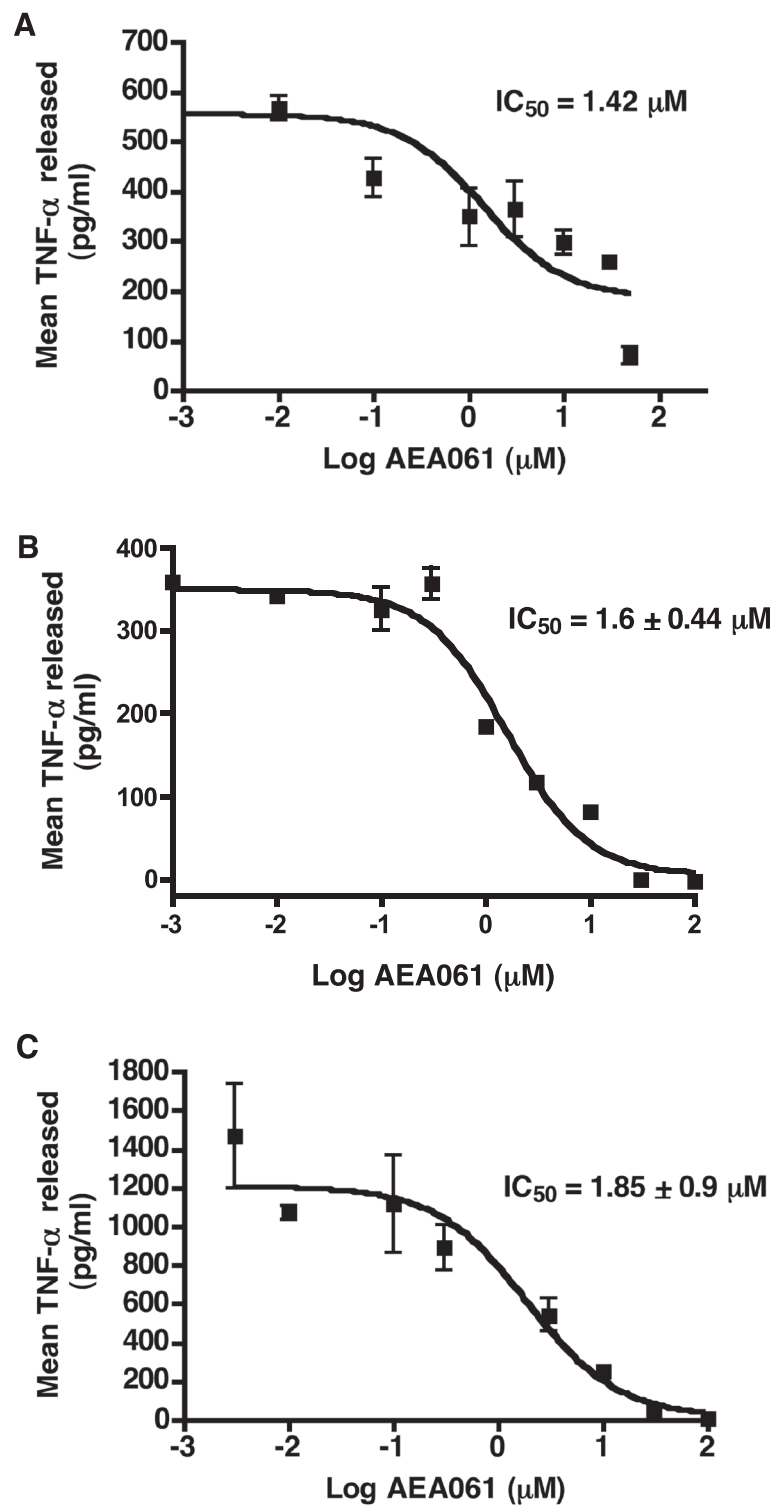 A
700
600
500
400
300
200
100
0
Mean TNF-α released
(pg/ml)
IC50 = 1.42 μM
-3 -2 -1 0 1 2
Log AEA061 (μM)
B
400
300
200
100
0
Mean TNF-α released
(pg/ml)
IC50 = 1.6 ± 0.44 μM
-3 -2 -1 0 1 2
Log AEA061 (μM)
C
1800
1600
1400
1200
1000
800
600
400
200
0
Mean TNF-α released
(pg/ml)
IC50 = 1.85 ± 0.9 μM
-3 -2 -1 0 1 2
Log AEA061 (μM)